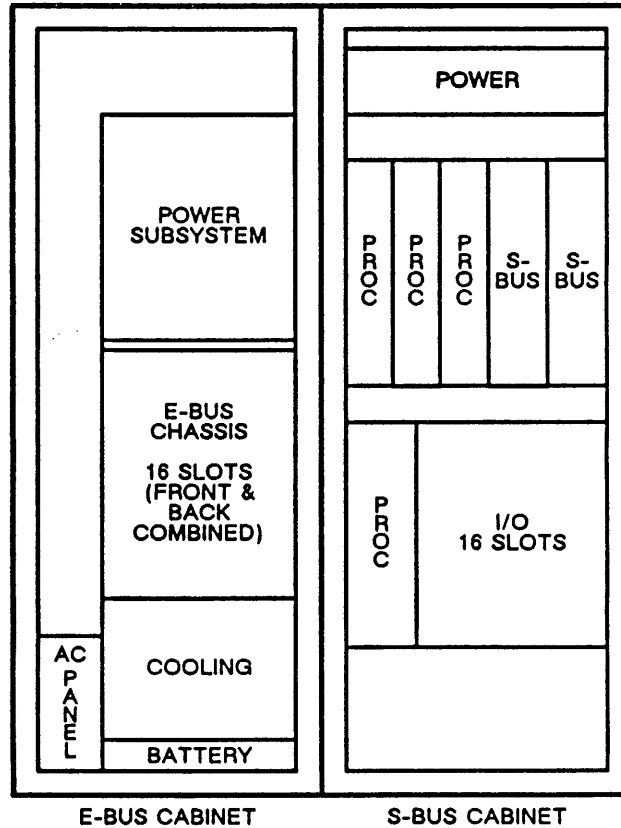 POWER
SUBSYSTEM
E-BUS
CHASSIS
16 SLOTS
(FRONT &
BACK
COMBINED)
AC
PANEL
COOLING
BATTERY
E-BUS CABINET
POWER
PROC
PROC
PROC
S-
BUS
S-
BUS
PROC
I/O
16 SLOTS
S-BUS CABINET